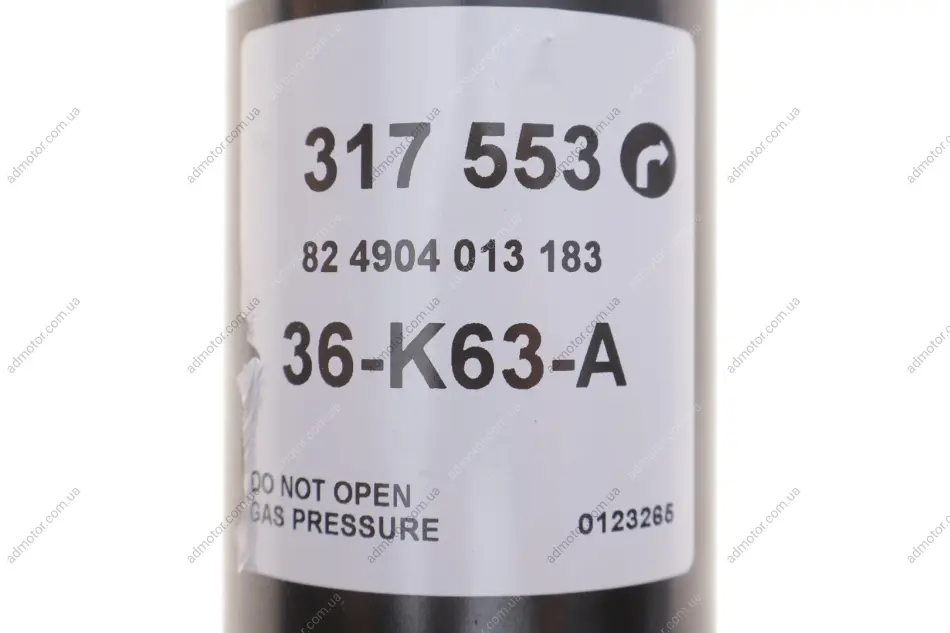 317 553
82 4904 013 183
36-K63-A
DO NOT OPEN
GAS PRESSURE
0123265
admotor.com.ua